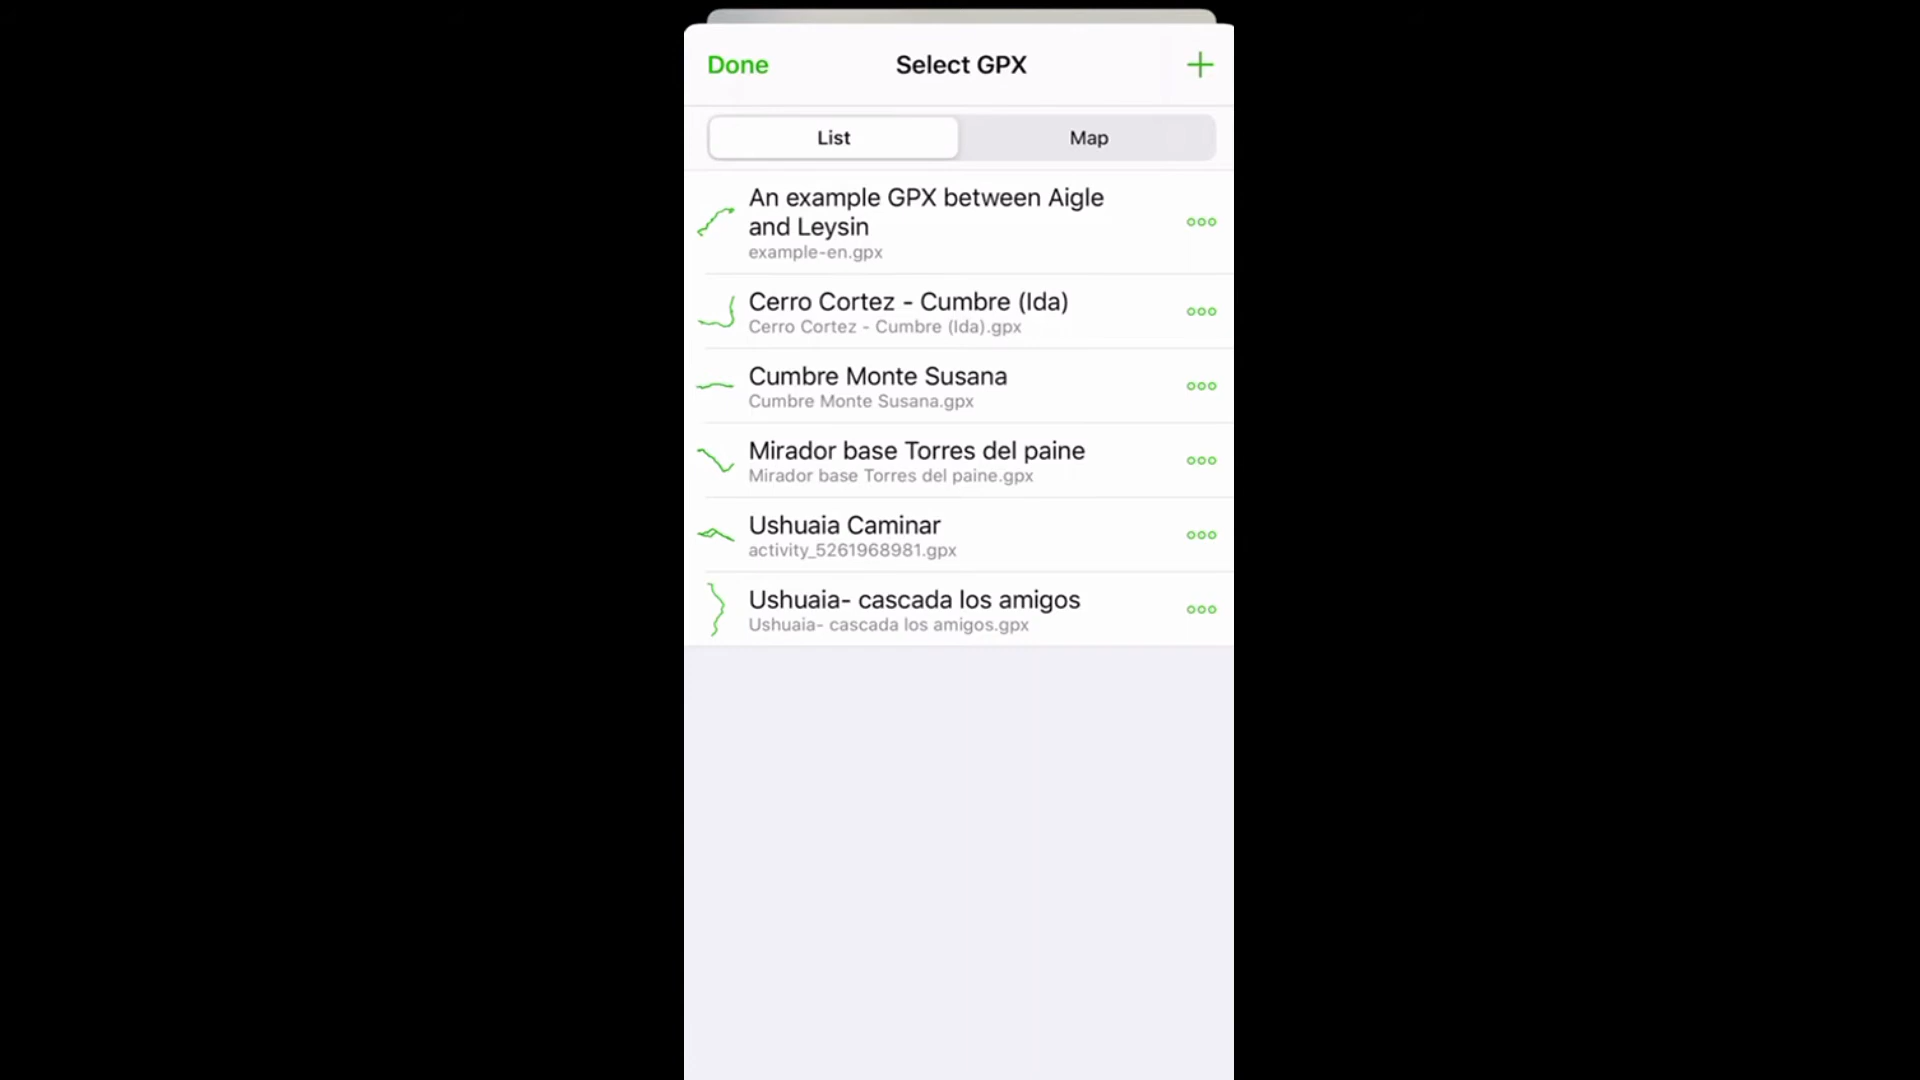 Done
Select GPX
List
Map
An example GPX between Aigle
and Leysin
example-en.gpx
Cerro Cortez - Cumbre (Ida)
Cerro Cortez - Cumbre (Ida).gpx
Cumbre Monte Susana
Cumbre Monte Susana.gpx
Mirador base Torres del paine
Mirador base Torres del paine.gpx
Ushuaia Caminar
activity_5261968981.gpx
Ushuaia- cascada los amigos
Ushuaia- cascada los amigos.gpx